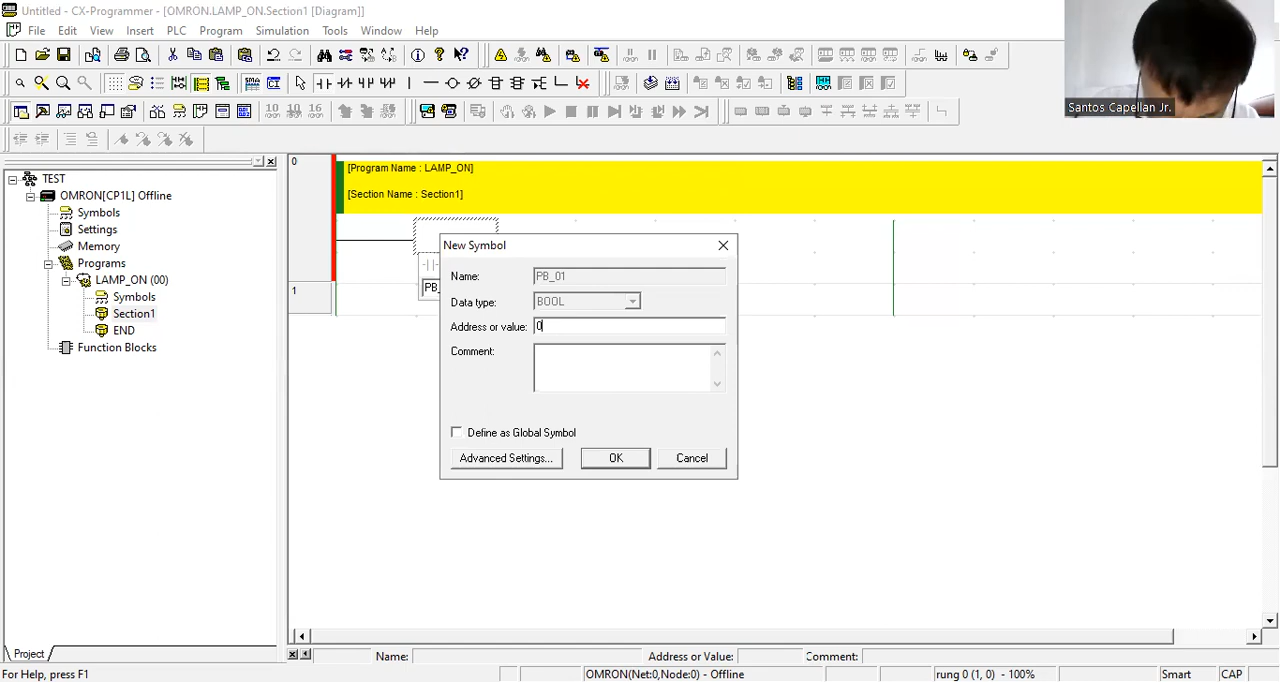 Untitled - CX-Programmer - [OMRON.LAMP_ON.Section1 [Diagram]]
File Edit View Insert PLC Program Simulation Tools Window Help
Santos Capellan Jr.
10 10 16
TEST
OMRON[CP1L] Offline
Symbols
Settings
Memory
Programs
LAMP_ON (00)
Symbols
Section1
END
Function Blocks
Project
0
[Program Name : LAMP_ON]
[Section Name : Section1]
1
PB_
New Symbol
Name: PB_01
Data type: BOOL
Address or value: 0
Comment:
Define as Global Symbol
Advanced Settings... OK Cancel
Name: Address or Value: Comment:
For Help, press F1 OMRON(Net:0,Node:0) - Offline rung 0 (1, 0) - 100% Smart CAP